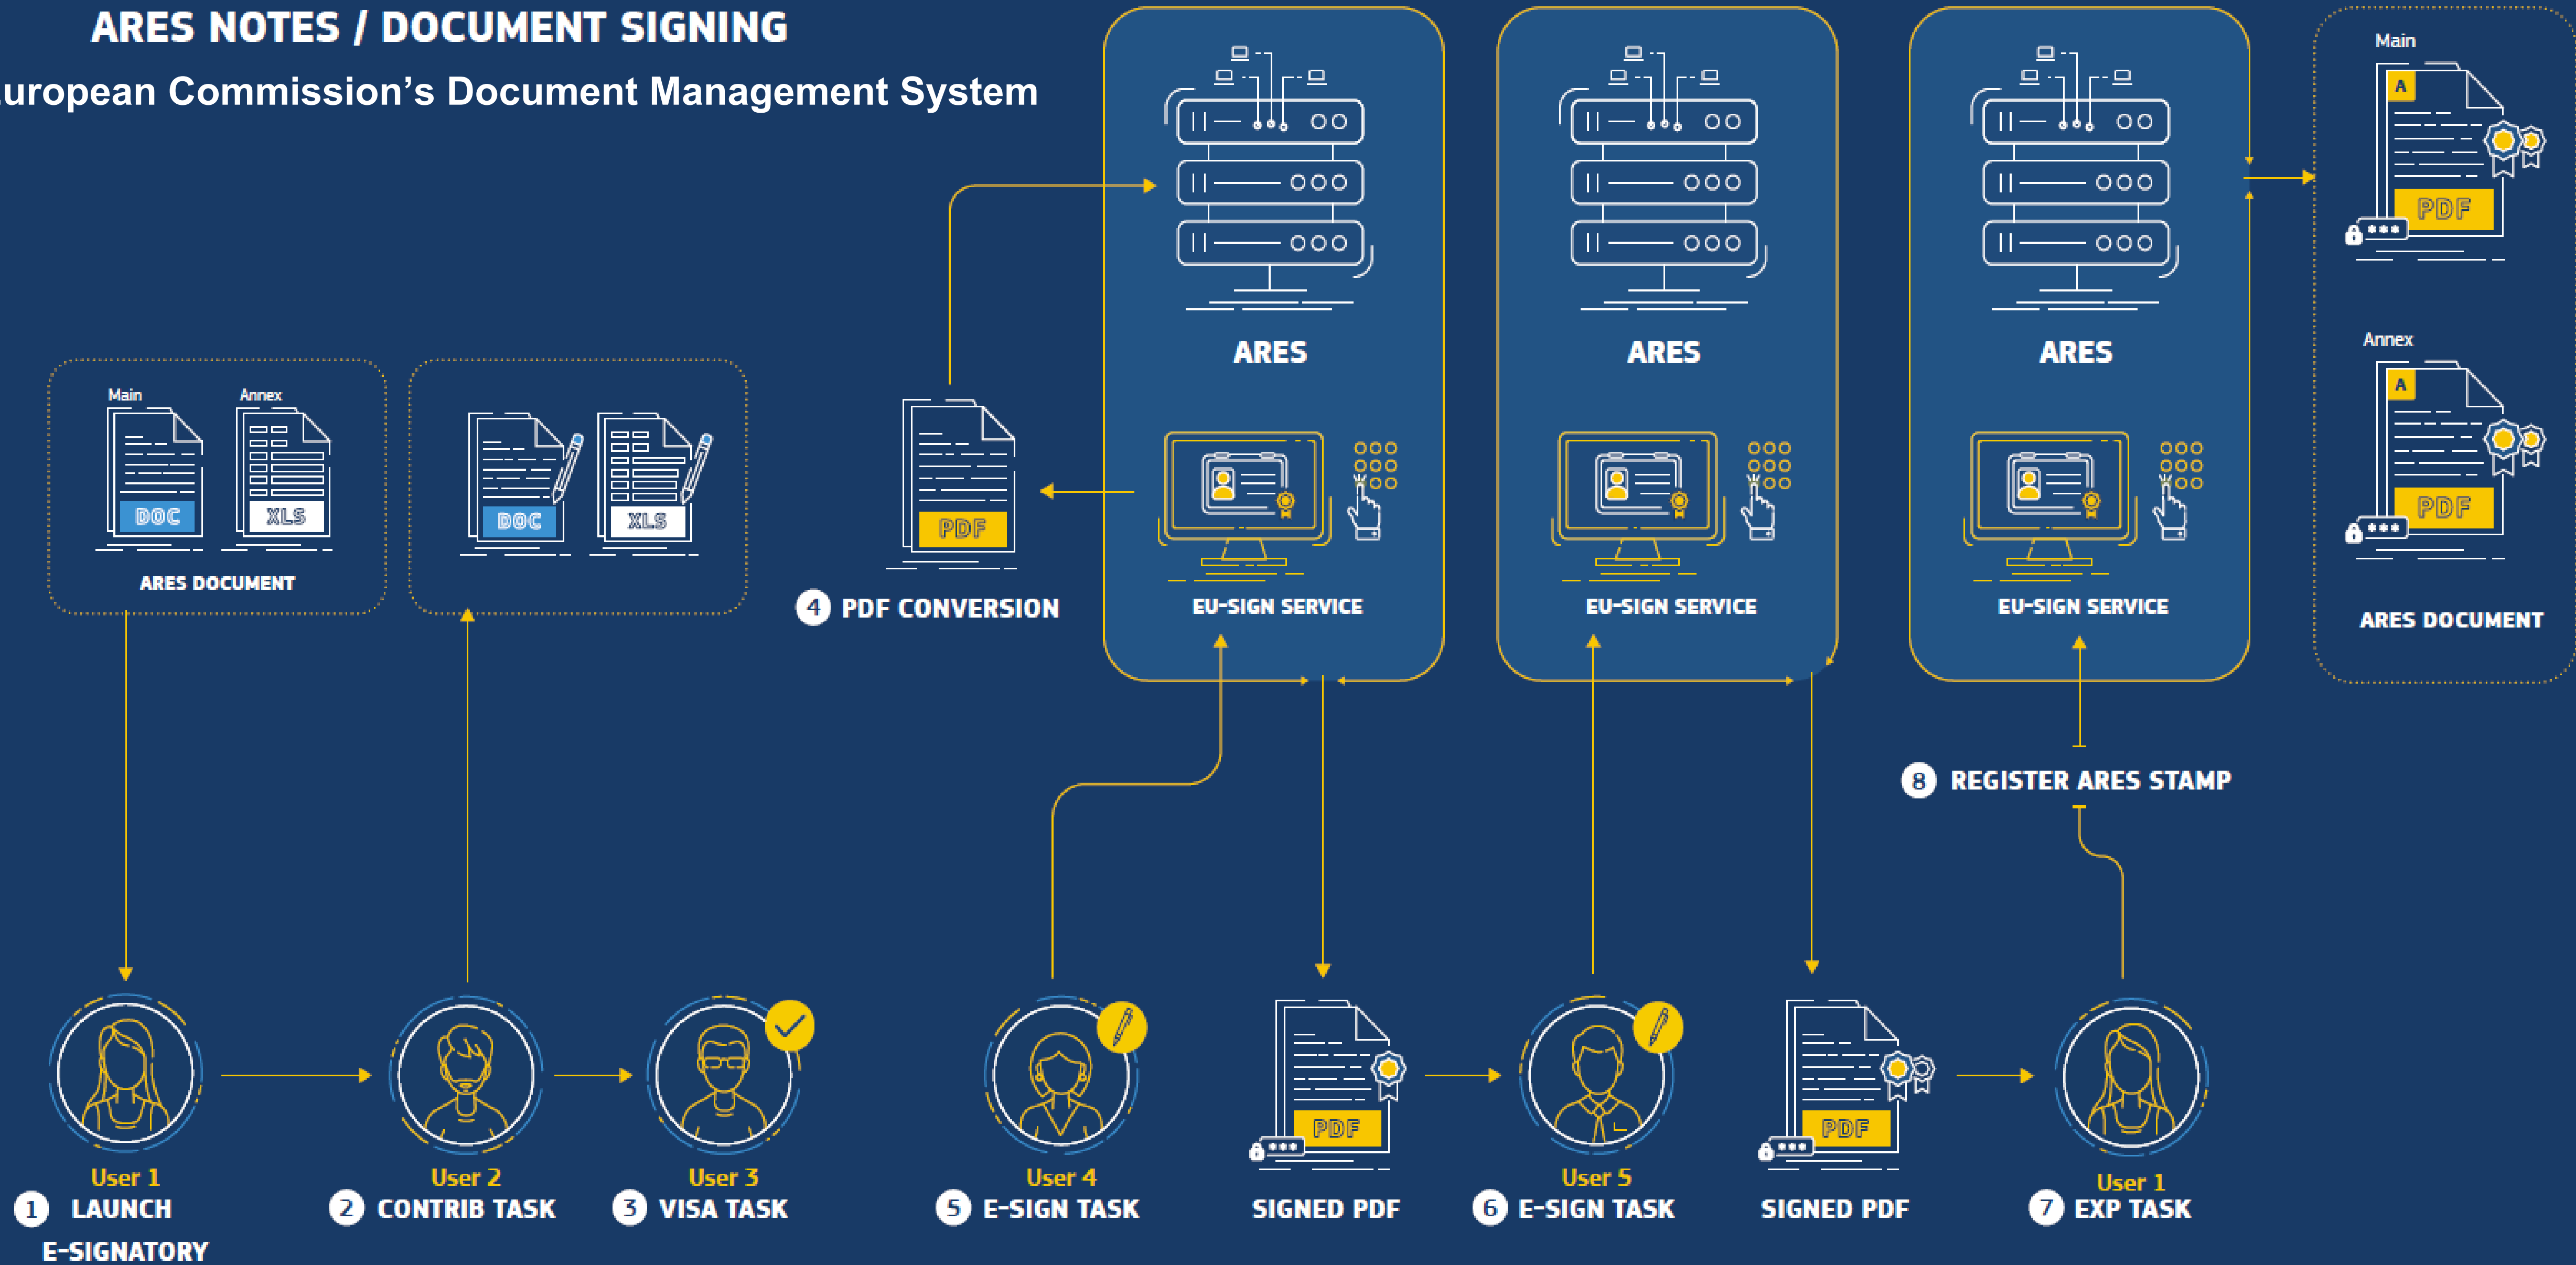 ARES NOTES / DOCUMENT SIGNING
uropean Commission's Document Management System
Main
Annex
DOC
XLS
ARES DOCUMENT
DOC
XLS
PDF
4 PDF CONVERSION
ARES
EU-SIGN SERVICE
ARES
EU-SIGN SERVICE
ARES
EU-SIGN SERVICE
Main
A
PDF
***
Annex
A
PDF
***
ARES DOCUMENT
8 REGISTER ARES STAMP
User 1
1 LAUNCH
E-SIGNATORY
User 2
2 CONTRIB TASK
User 3
3 VISA TASK
User 4
5 E-SIGN TASK
PDF
***
SIGNED PDF
User 5
6 E-SIGN TASK
PDF
***
SIGNED PDF
User 1
7 EXP TASK